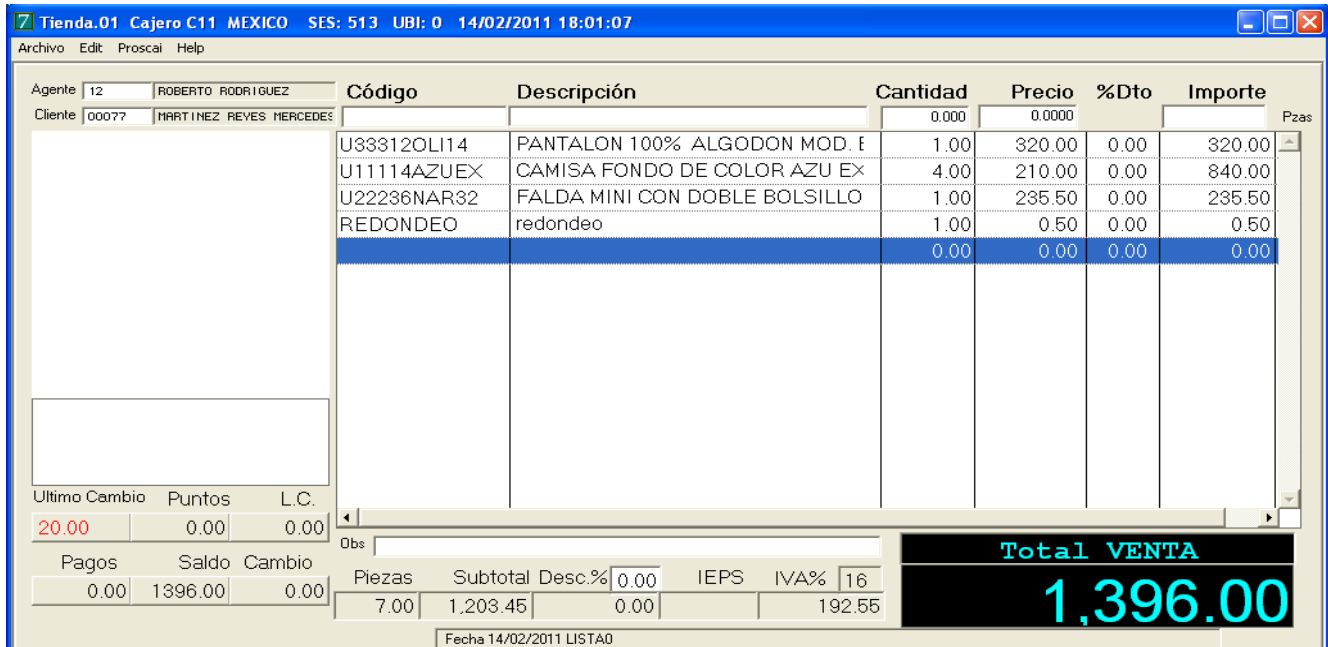 7 Tienda.01 Cajero C11 MEXICO SES: 513 UBI: 0 14/02/2011 18:01:07
Archivo Edit Proscai Help
Agente 12 ROBERTO RODRIGUEZ Código Descripción Cantidad Precio %Dto Importe
Cliente 00077 MARTINEZ REYES MERCEDES 0.000 0.0000 Pzas
U33312OLI14 PANTALON 100% ALGODON MOD. 1.00 320.00 0.00 320.00
U11114AZUEX CAMISA FONDO DE COLOR AZU EX 4.00 210.00 0.00 840.00
U22236NAR32 FALDA MINI CON DOBLE BOLSILLO 1.00 235.50 0.00 235.50
REDONDEO redondeo 1.00 0.50 0.00 0.50
0.00 0.00 0.00 0.00
Ultimo Cambio Puntos L.C.
20.00 0.00 0.00
Pagos Saldo Cambio
0.00 1396.00 0.00
Obs
Piezas Subtotal Desc.% 0.00 IEPS IVA% 16
7.00 1,203.45 0.00 192.55
Total VENTA
1,396.00
Fecha 14/02/2011 LISTA0